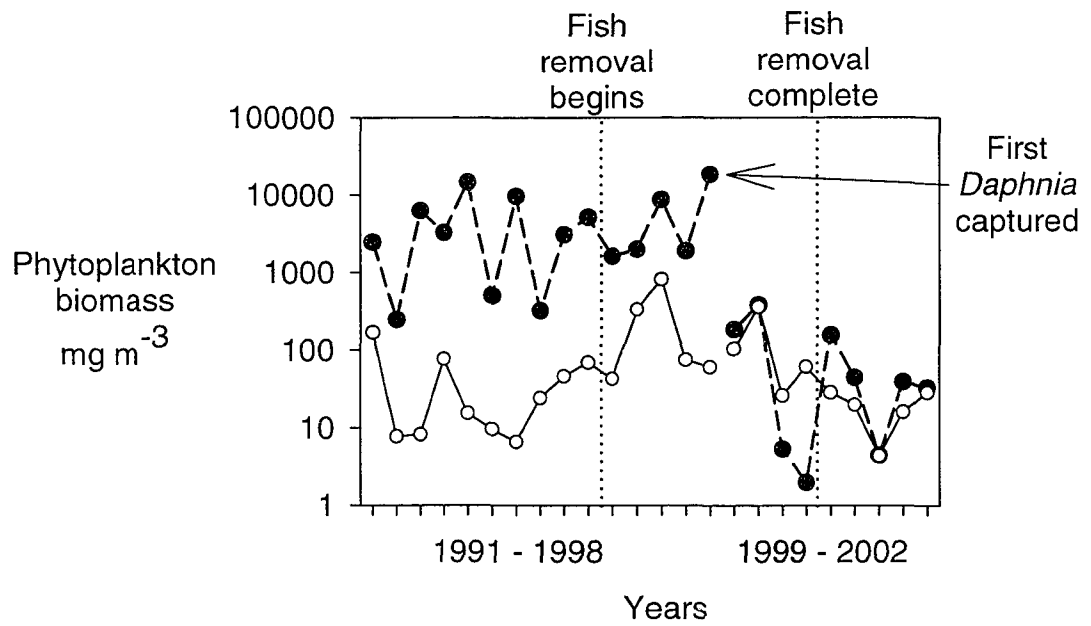 Fish
removal
begins
Fish
removal
complete
100000
10000
1000
100
10
1
Phytoplankton
biomass
mg m-3
First
Daphnia
captured
1991 - 1998
1999 - 2002
Years